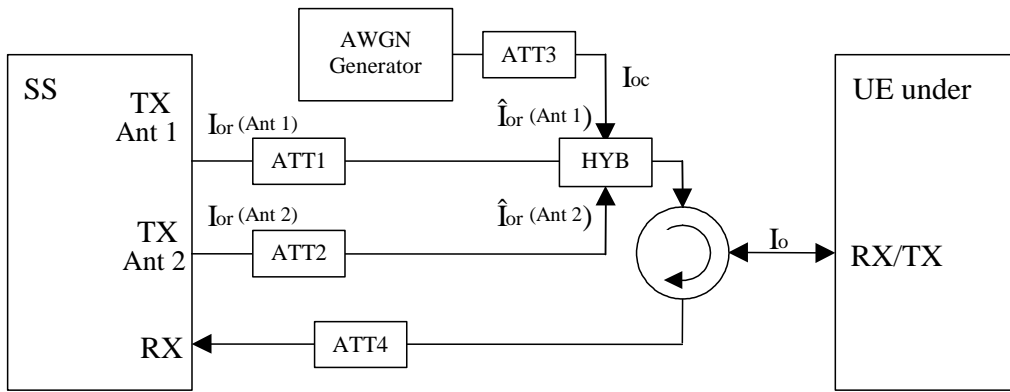 AWGN
Generator
ATT3
SS
UE under
Ioc
TX
Ant 1
Ior (Ant 1)
Îor (Ant 1)
ATT1
HYB
TX
Ant 2
Ior (Ant 2)
Îor (Ant 2)
ATT2
Io
RX/TX
RX
ATT4